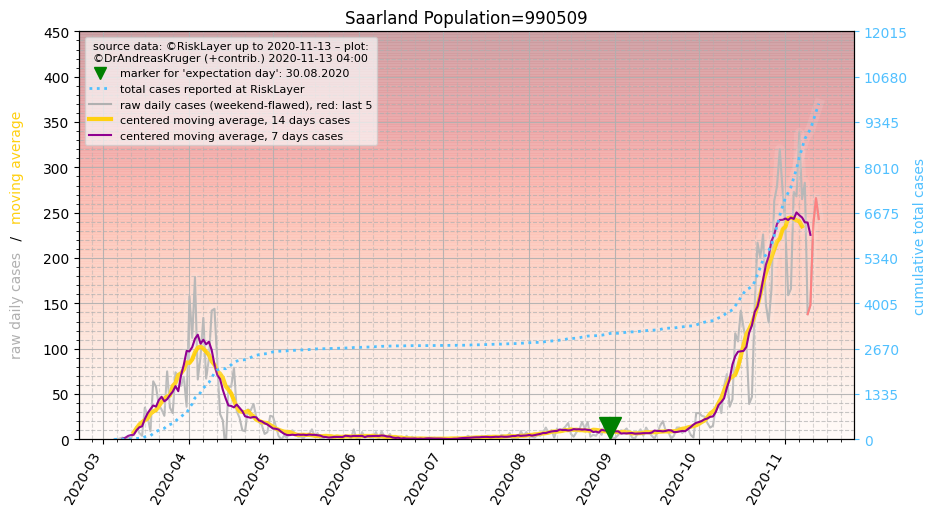 Saarland Population=990509
source data: ©RiskLayer up to 2020-11-13 – plot:
©DrAndreasKruger (+contrib.) 2020-11-13 04:00
marker for 'expectation day': 30.08.2020
total cases reported at RiskLayer
raw daily cases (weekend-flawed), red: last 5
centered moving average, 14 days cases
centered moving average, 7 days cases
raw daily cases / moving average
450
400
350
300
250
200
150
100
50
0
12015
10680
9345
8010
6675
5340
4005
2670
1335
0
cumulative total cases
2020-03
2020-04
2020-05
2020-06
2020-07
2020-08
2020-09
2020-10
2020-11